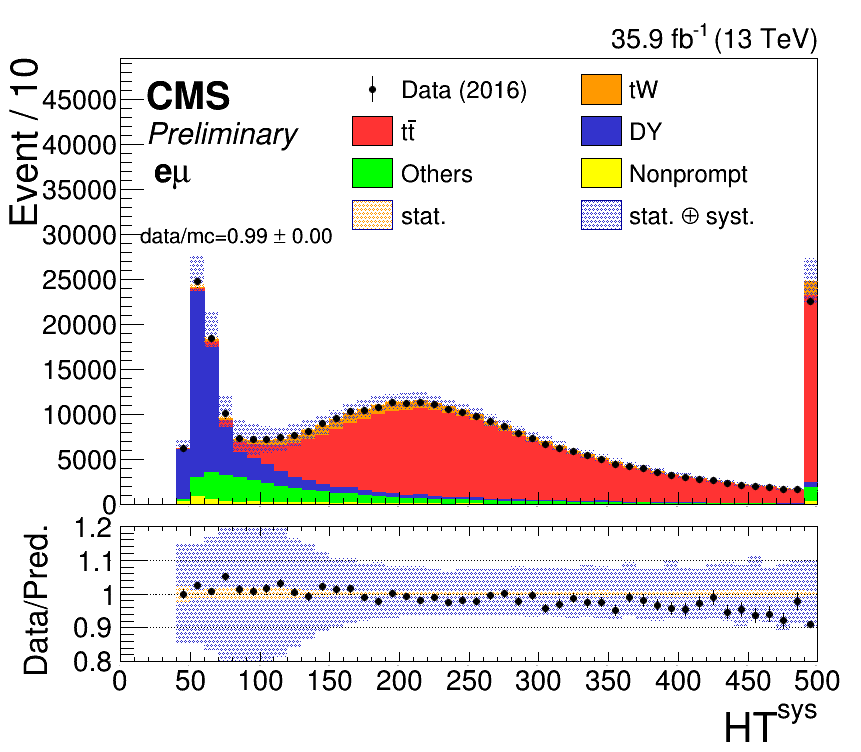 35.9 fb⁻¹ (13 TeV)
Event / 10
45000
40000
35000
30000
25000
20000
15000
10000
5000
0
CMS
Preliminary
eμ
data/mc=0.99 ± 0.00
Data (2016)
tW
tt̄
DY
Others
Nonprompt
stat.
stat. ⊕ syst.
Data/Pred.
1.2
1.1
1
0.9
0.8
0 50 100 150 200 250 300 350 400 450 500
HTˢʸˢ